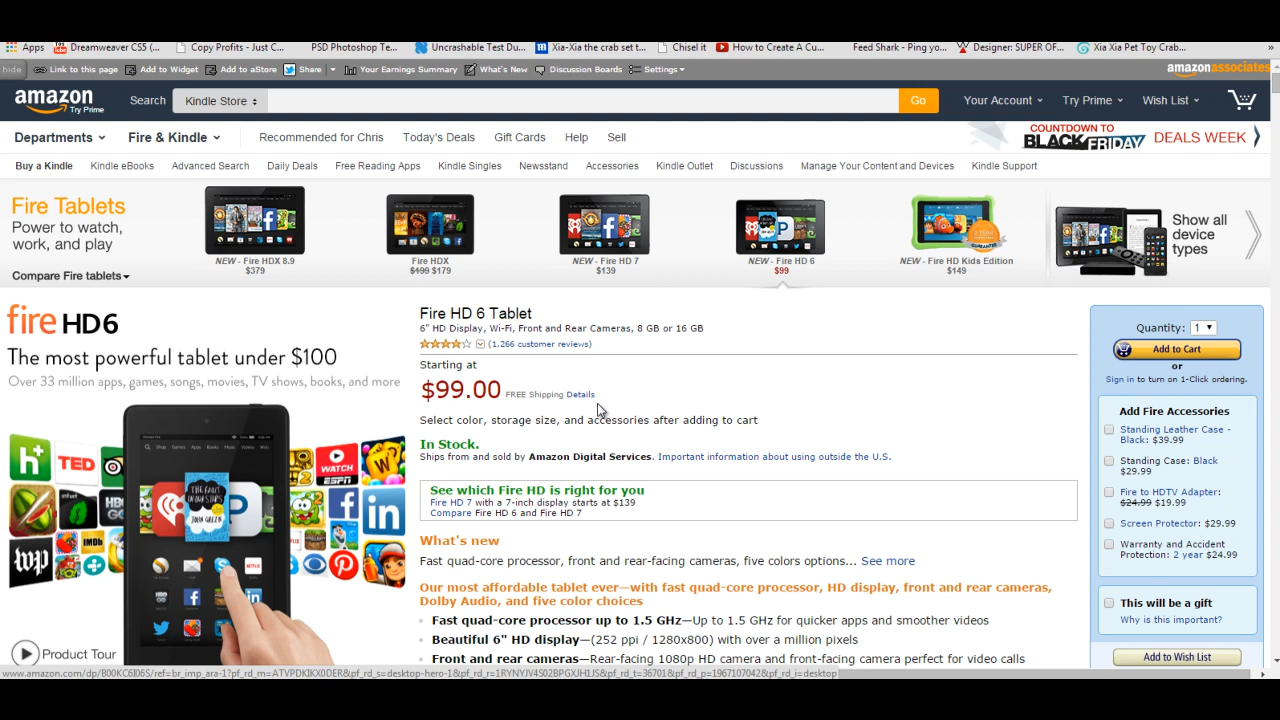 Apps Dreamweaver CS5 (... Copy Profits - Just C... PSD Photoshop Te... Uncrashable Test Du... Xia-Xia the crab set t... Chisel it How to Create A Cu... Feed Shark - Ping yo... Designer: SUPER OF... Xia Xia Pet Toy Crab... »
hide Link to this page Add to Widget Add to aStore Share Your Earnings Summary What's New Discussion Boards Settings amazonassociates
amazon Try Prime Search Kindle Store Go Your Account Try Prime Wish List
Departments Fire & Kindle Recommended for Chris Today's Deals Gift Cards Help Sell COUNTDOWN TO BLACK FRIDAY DEALS WEEK
Buy a Kindle Kindle eBooks Advanced Search Daily Deals Free Reading Apps Kindle Singles Newsstand Accessories Kindle Outlet Discussions Manage Your Content and Devices Kindle Support
Fire Tablets
Power to watch,
work, and play
Compare Fire tablets
NEW - Fire HDX 8.9
$379
Fire HDX
$199 $179
NEW - Fire HD 7
$139
NEW - Fire HD 6
$99
NEW - Fire HD Kids Edition
$149
Show all
device
types
fire HD6
The most powerful tablet under $100
Over 33 million apps, games, songs, movies, TV shows, books, and more
h+ TED
WATCH
ESPN
HBO
IMDb
wp
THE FAULT
IN OUR
STARS
JOHN GREEN
in
Product Tour
Fire HD 6 Tablet
6" HD Display, Wi-Fi, Front and Rear Cameras, 8 GB or 16 GB
(1,266 customer reviews)
Starting at
$99.00 FREE Shipping Details
Select color, storage size, and accessories after adding to cart
In Stock.
Ships from and sold by Amazon Digital Services. Important information about using outside the U.S.
See which Fire HD is right for you
Fire HD 7 with a 7-inch display starts at $139
Compare Fire HD 6 and Fire HD 7
What's new
Fast quad-core processor, front and rear-facing cameras, five colors options... See more
Our most affordable tablet ever—with fast quad-core processor, HD display, front and rear cameras,
Dolby Audio, and five color choices
• Fast quad-core processor up to 1.5 GHz—Up to 1.5 GHz for quicker apps and smoother videos
• Beautiful 6" HD display—(252 ppi / 1280x800) with over a million pixels
• Front and rear cameras—Rear-facing 1080p HD camera and front-facing camera perfect for video calls
Quantity: 1
Add to Cart
or
Sign in to turn on 1-Click ordering.
Add Fire Accessories
Standing Leather Case -
Black: $39.99
Standing Case: Black
$29.99
Fire to HDTV Adapter:
$24.99 $19.99
Screen Protector: $29.99
Warranty and Accident
Protection: 2 year $24.99
This will be a gift
Why is this important?
Add to Wish List